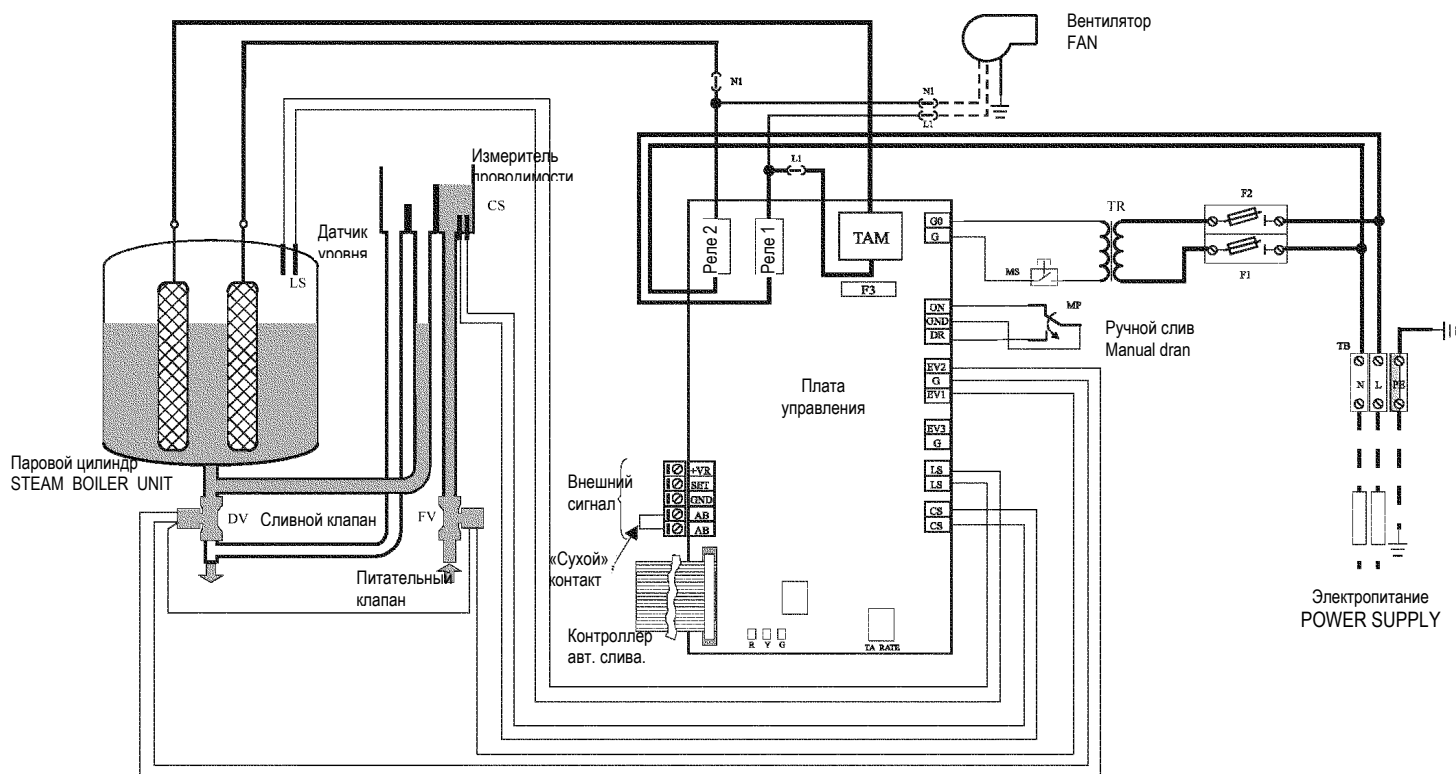 Вентилятор
FAN
N1
N1
L1
Измеритель
проводимости
CS
L1
Датчик
уровня
LS
Реле 2
Реле 1
TAM
F3
G0
G
MS
TR
F2
F1
ON
GND
DR
MP
Ручной слив
Manual dran
TB
N
L
PE
EV2
G
EV1
Плата
управления
EV3
G
Паровой цилиндр
STEAM BOILER UNIT
Внешний
сигнал
+VR
SET
GND
AB
AB
LS
LS
CS
CS
DV
Сливной клапан
FV
«Сухой»
контакт
Питательный
клапан
Электропитание
POWER SUPPLY
Контроллер
авт. слива.
R Y G
TA RATE